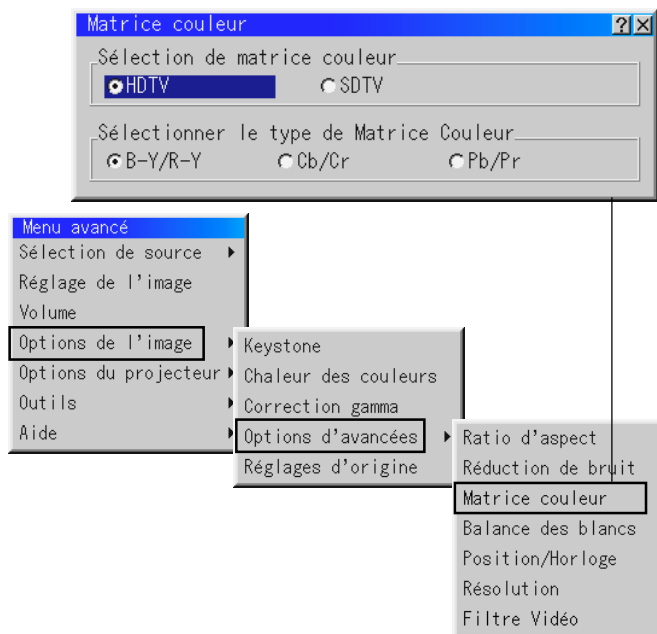 Matrice couleur
Sélection de matrice couleur
HDTV SDTV
Sélectionner le type de Matrice Couleur
B-Y/R-Y Cb/Cr Pb/Pr
Menu avancé
Sélection de source
Réglage de l'image
Volume
Options de l'image
Options du projecteur
Outils
Aide
Keystone
Chaleur des couleurs
Correction gamma
Options d'avancées
Réglages d'origine
Ratio d'aspect
Réduction de bruit
Matrice couleur
Balance des blancs
Position/Horloge
Résolution
Filtre Vidéo